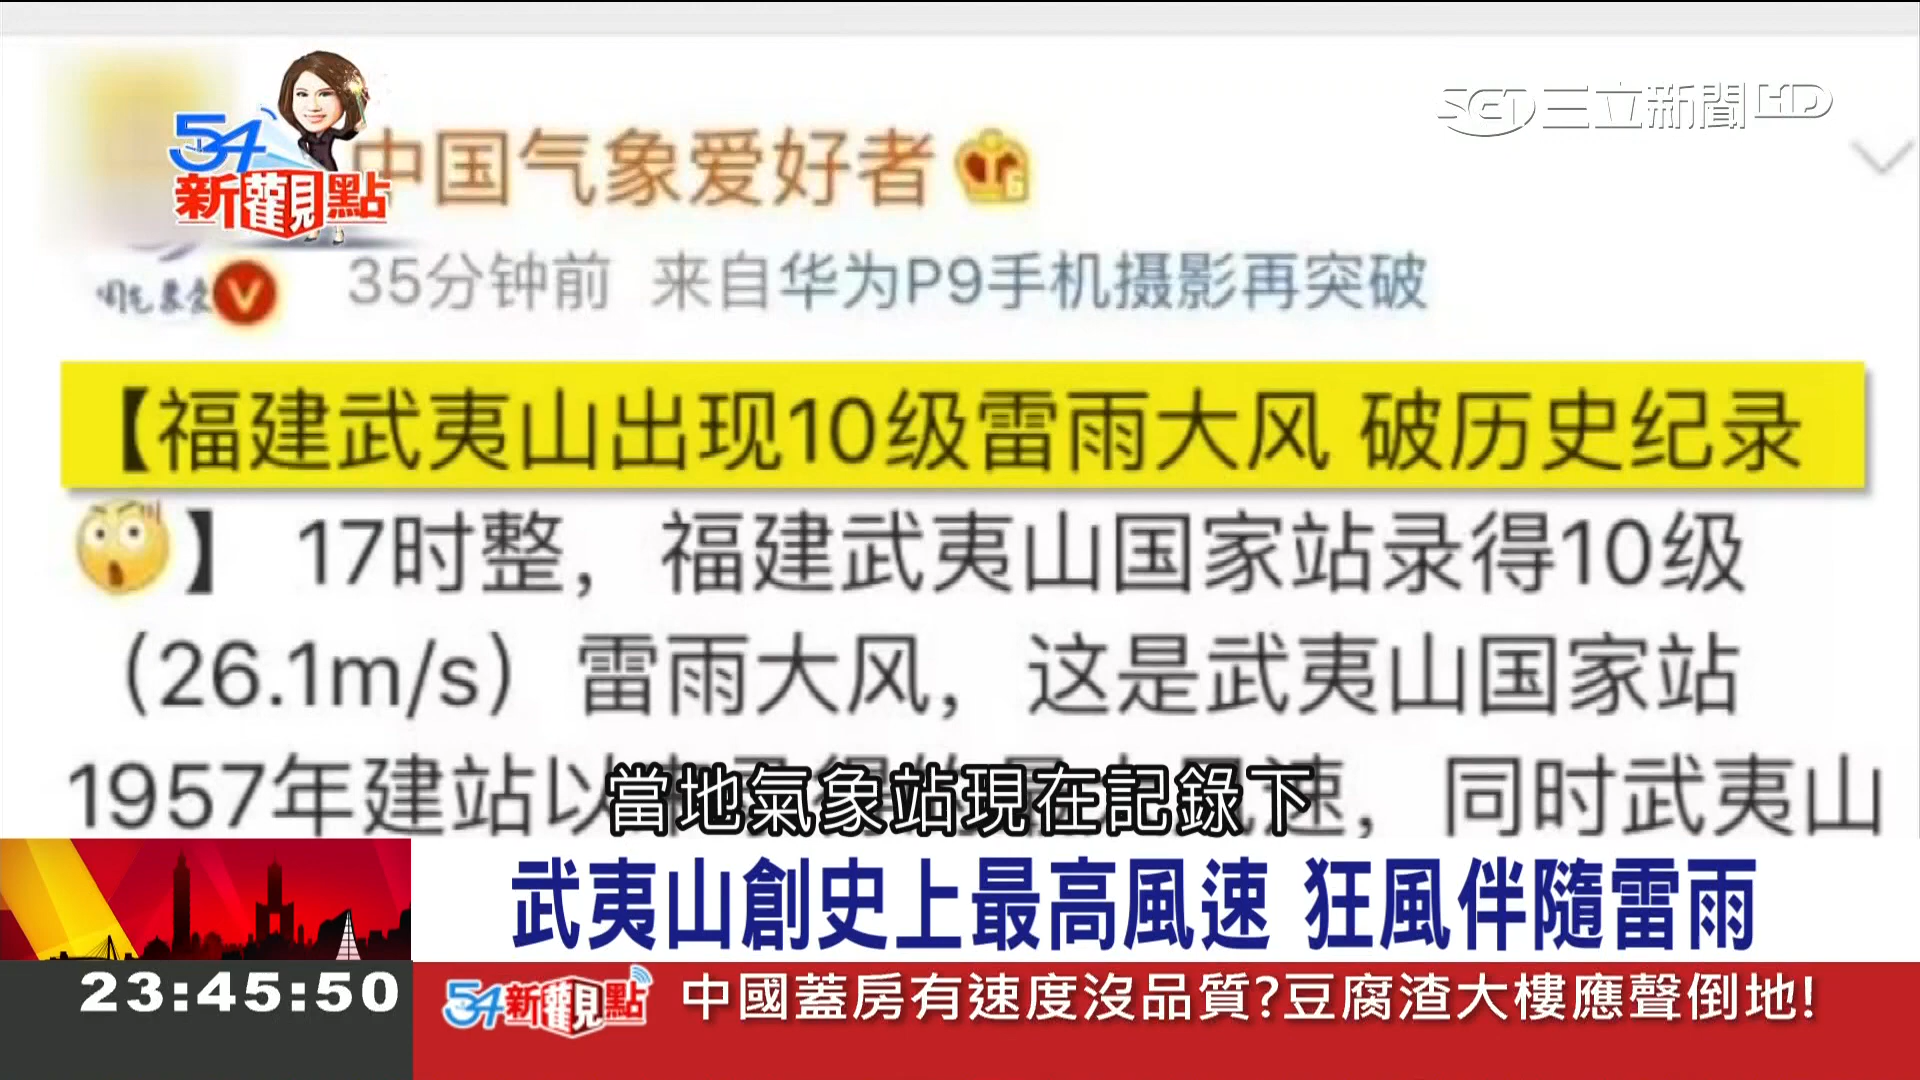 SET三立新聞HD
54新觀點
中国气象爱好者
35分钟前 来自华为P9手机摄影再突破
【福建武夷山出现10级雷雨大风 破历史纪录
】 17时整，福建武夷山国家站录得10级
（26.1m/s）雷雨大风，这是武夷山国家站
1957年建站以 速，同时武夷山
當地氣象站現在記錄下
武夷山創史上最高風速 狂風伴隨雷雨
23:45:50
54新觀點
中國蓋房有速度沒品質?豆腐渣大樓應聲倒地!